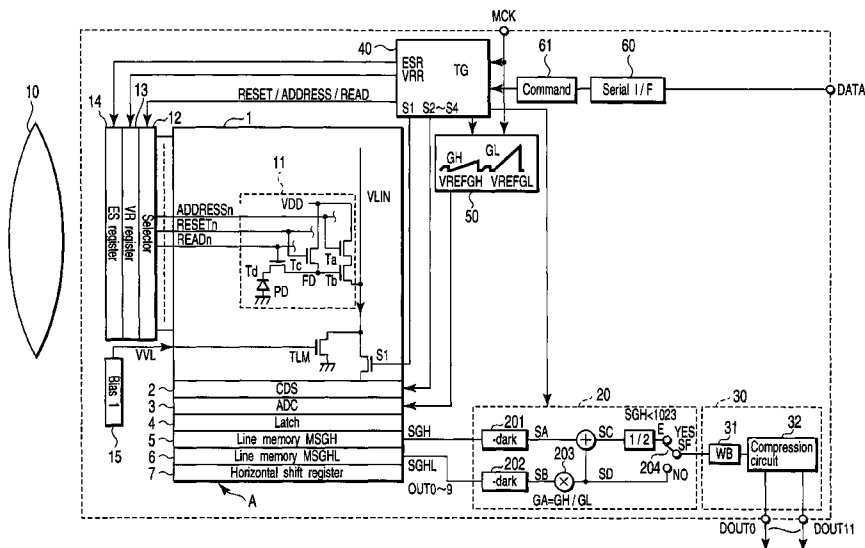 MCK
40
ESR
VRR
TG
S1
S2~S4
61
Command
60
Serial I / F
DATA
RESET / ADDRESS / READ
10
14
13
12
1
ES register
VR register
Selector
GH
GL
VREFGH
VREFGL
50
11
VLIN
VDD
ADDRESSn
RESETn
READn
Td
Tc
Ta
Tb
FD
PD
VVL
TLM
S1
Bias 1
15
2
CDS
3
ADC
4
Latch
5
Line memory MSGH
6
Line memory MSGHL
7
Horizontal shift register
A
SGH
SGHL
OUT0~9
20
201
-dark
SA
SC
1 / 2
SGH<1023
E
YES
SF
204
NO
202
-dark
SB
203
SD
GA=GH / GL
30
31
WB
32
Compression
circuit
DOUT0
DOUT11